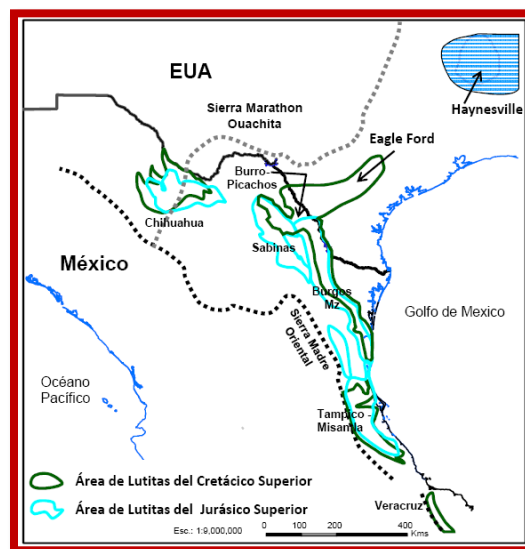 EUA
Haynesville
Sierra Marathon
Ouachita
Eagle Ford
Burro-
Picachos
Chihuahua
Sabinas
México
Burgos
Mz
Golfo de Mexico
Sierra Madre
Oriental
Océano
Pacífico
Tampico -
Misantla
Área de Lutitas del Cretácico Superior
Área de Lutitas del Jurásico Superior
Veracruz
Esc.: 1:9,000,000
0 200 400
Kms